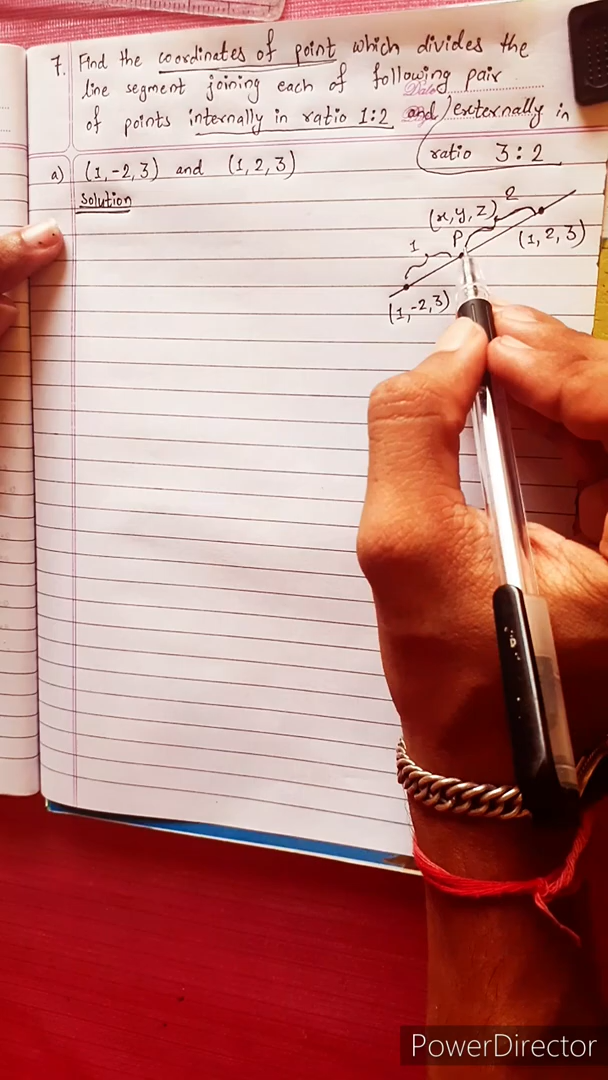 7. Find the coordinates of point which divides the
line segment joining each of following pair
of points internally in ratio 1:2 and / externally in
ratio 3:2
a) (1,-2,3) and (1,2,3)
Solution
2
(x,y,z)
1
P
(1,2,3)
(1,-2,3)
PowerDirector